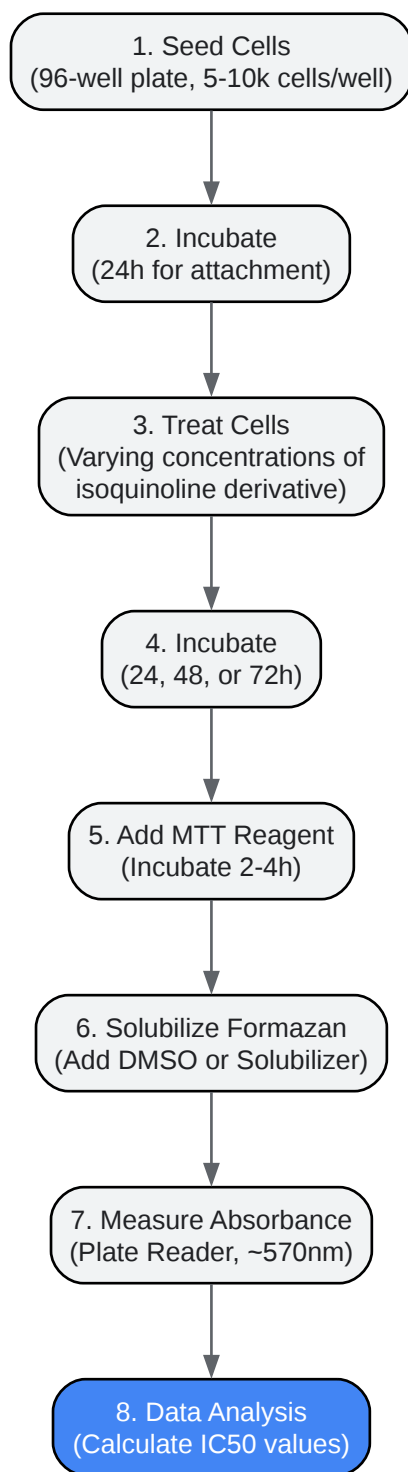 1. Seed Cells
(96-well plate, 5-10k cells/well)
2. Incubate
(24h for attachment)
3. Treat Cells
(Varying concentrations of
isoquinoline derivative)
4. Incubate
(24, 48, or 72h)
5. Add MTT Reagent
(Incubate 2-4h)
6. Solubilize Formazan
(Add DMSO or Solubilizer)
7. Measure Absorbance
(Plate Reader, ~570nm)
8. Data Analysis
(Calculate IC50 values)